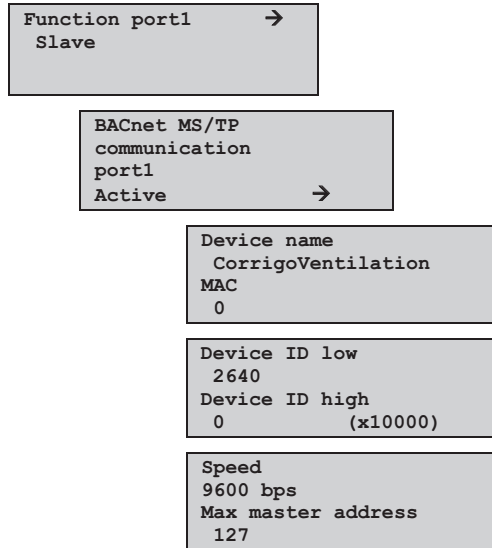 Function port1 →
Slave
BACnet MS/TP
communication
port1
Active →
Device name
CorrigoVentilation
MAC
0
Device ID low
2640
Device ID high
0 (x10000)
Speed
9600 bps
Max master address
127